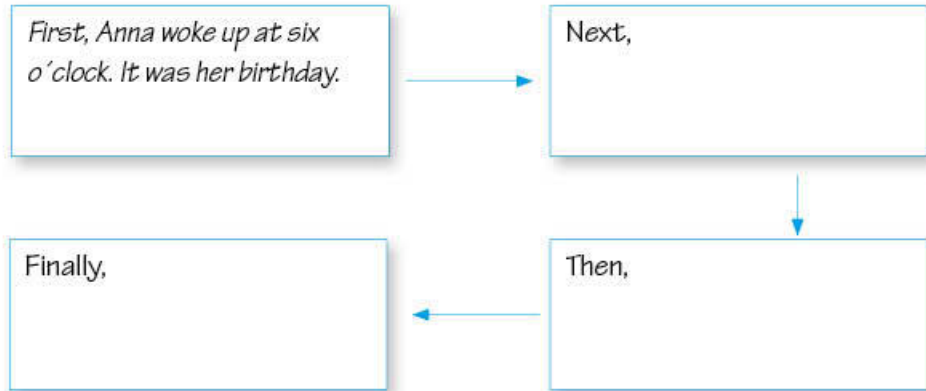 First, Anna woke up at six
o´clock. It was her birthday.
Next,
Then,
Finally,